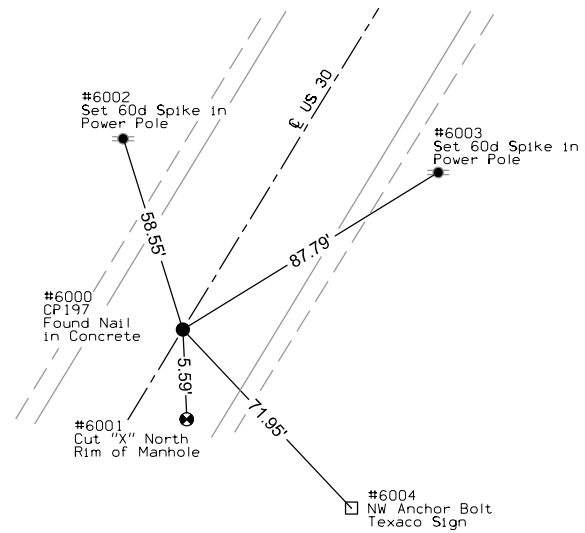 ℄ US 30
#6002
Set 60d Spike in
Power Pole
#6003
Set 60d Spike in
Power Pole
58.55'
87.79'
#6000
CP197
Found Nail
in Concrete
5.59'
71.95'
#6001
Cut "X" North
Rim of Manhole
#6004
NW Anchor Bolt
Texaco Sign